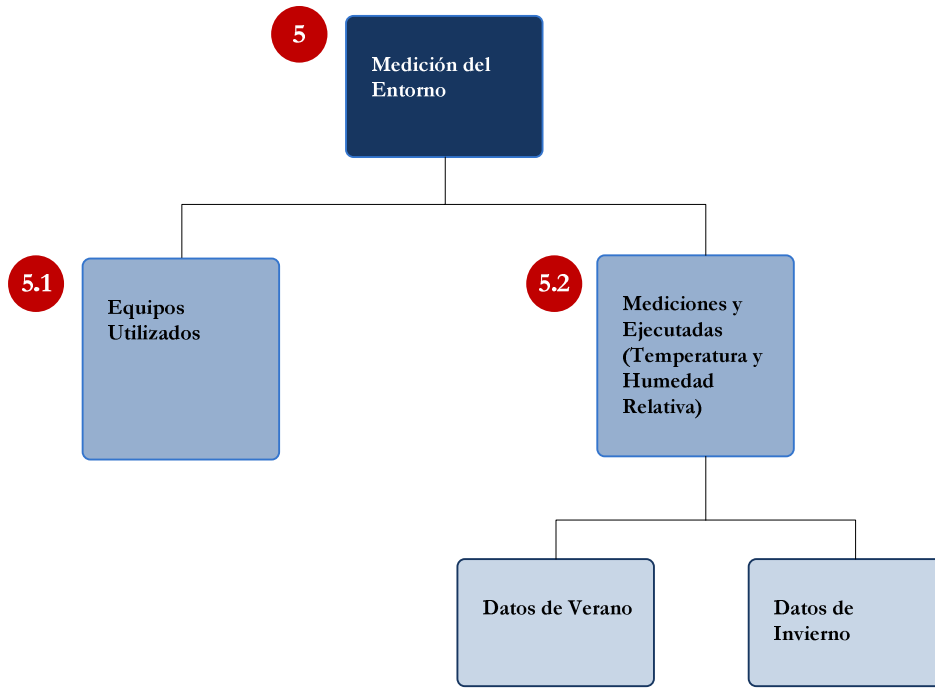 5
Medición del
Entorno
5.1
Equipos
Utilizados
5.2
Mediciones y
Ejecutadas
(Temperatura y
Humedad
Relativa)
Datos de Verano
Datos de
Invierno